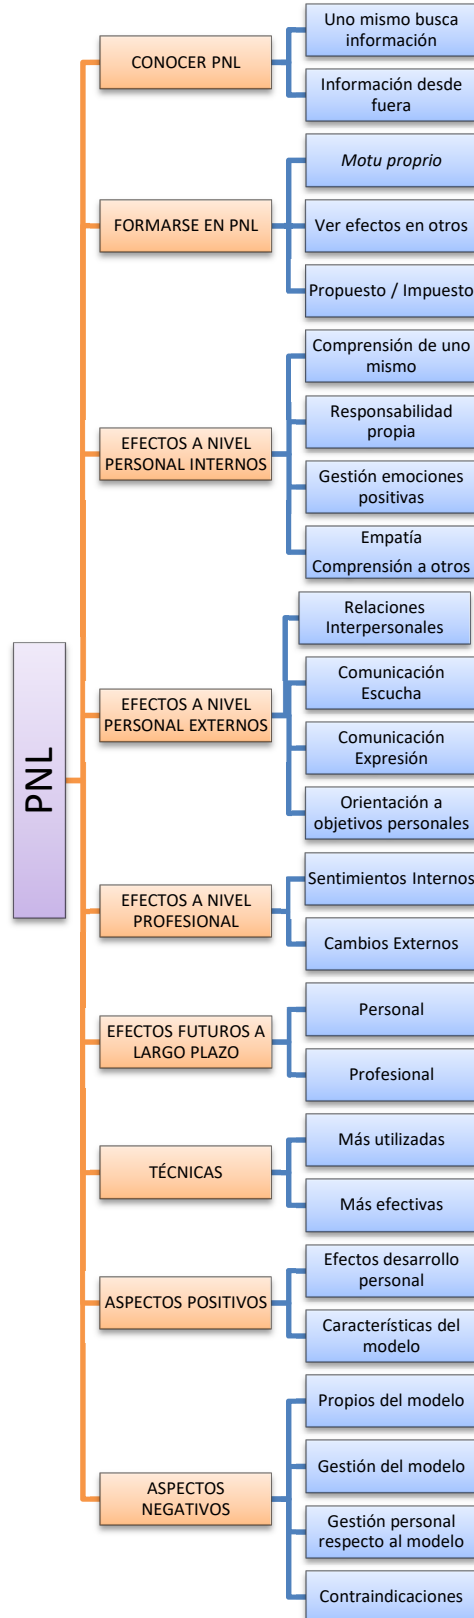 PNL
CONOCER PNL
Uno mismo busca
información
Información desde
fuera
FORMARSE EN PNL
Motu proprio
Ver efectos en otros
Propuesto / Impuesto
EFECTOS A NIVEL
PERSONAL INTERNOS
Comprensión de uno
mismo
Responsabilidad
propia
Gestión emociones
positivas
Empatía
Comprensión a otros
EFECTOS A NIVEL
PERSONAL EXTERNOS
Relaciones
Interpersonales
Comunicación
Escucha
Comunicación
Expresión
Orientación a
objetivos personales
EFECTOS A NIVEL
PROFESIONAL
Sentimientos Internos
Cambios Externos
EFECTOS FUTUROS A
LARGO PLAZO
Personal
Profesional
TÉCNICAS
Más utilizadas
Más efectivas
ASPECTOS POSITIVOS
Efectos desarrollo
personal
Características del
modelo
ASPECTOS
NEGATIVOS
Propios del modelo
Gestión del modelo
Gestión personal
respecto al modelo
Contraindicaciones